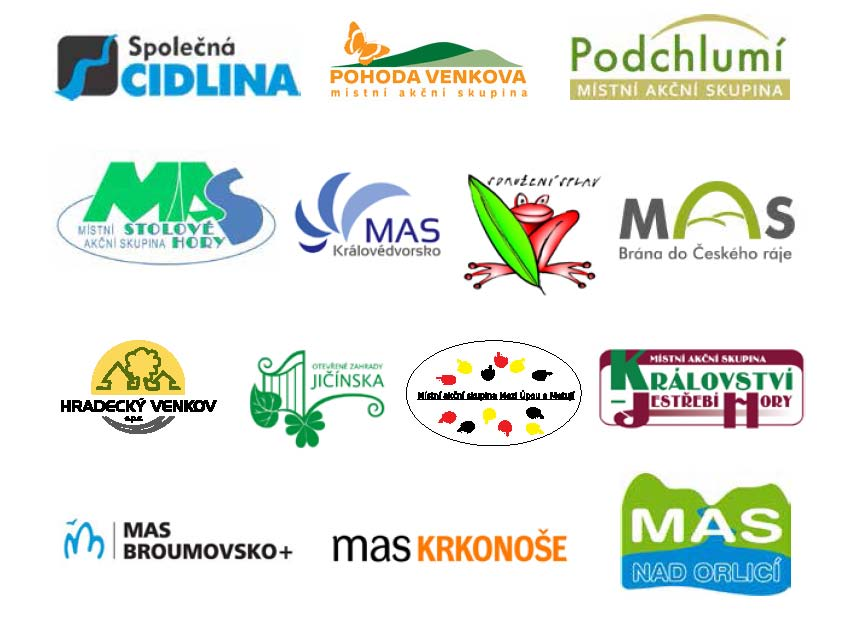 Společná
CIDLINA
POHODA VENKOVA
místní akční skupina
Podchlumí
MÍSTNÍ AKČNÍ SKUPINA
MAS
MÍSTNÍ STOLOVÉ
AKČNÍ SKUPINA HORY
MAS
Královédvorsko
SDRUŽENÍ SPLAV
MAS
Brána do Českého ráje
HRADECKÝ VENKOV
o.p.s.
OTEVŘENÉ ZAHRADY
JIČÍNSKA
Místní akční skupina Mezi Úpou a Metují
MÍSTNÍ AKČNÍ SKUPINA
KRÁLOVSTVÍ
JESTŘEBÍ HORY
MAS
BROUMOVSKO+
mas KRKONOŠE
MAS
NAD ORLICÍ